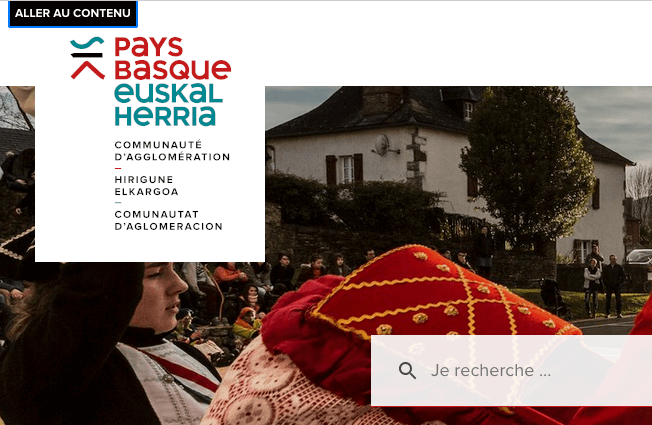 ALLER AU CONTENU
PAYS
BASQUE
EUSKAL
HERRIA
COMMUNAUTÉ
D'AGGLOMÉRATION
HIRIGUNE
ELKARGOA
COMUNAUTAT
D'AGLOMERACION
Je recherche ...